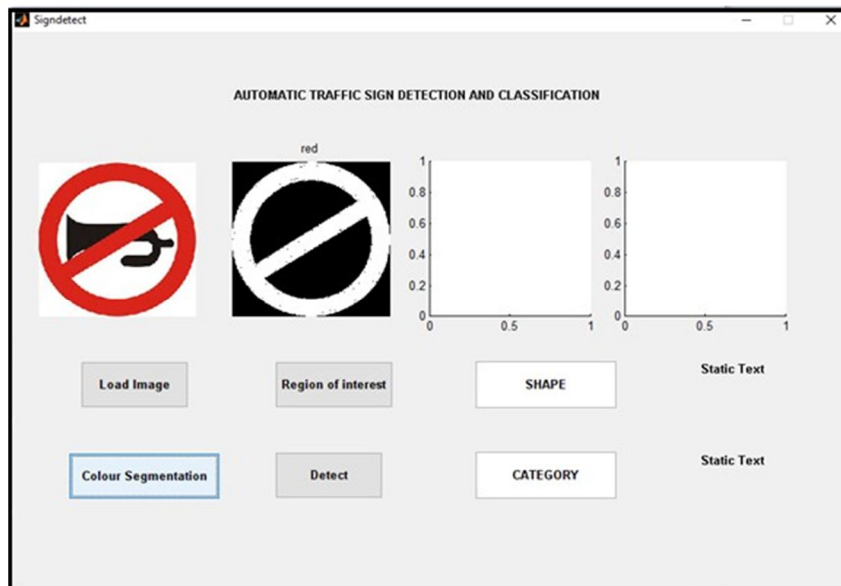 Signdetect
AUTOMATIC TRAFFIC SIGN DETECTION AND CLASSIFICATION
red
1
0.8
0.6
0.4
0.2
0
0 0.5 1
1
0.8
0.6
0.4
0.2
0
0 0.5 1
Load Image
Region of interest
SHAPE
Static Text
Colour Segmentation
Detect
CATEGORY
Static Text